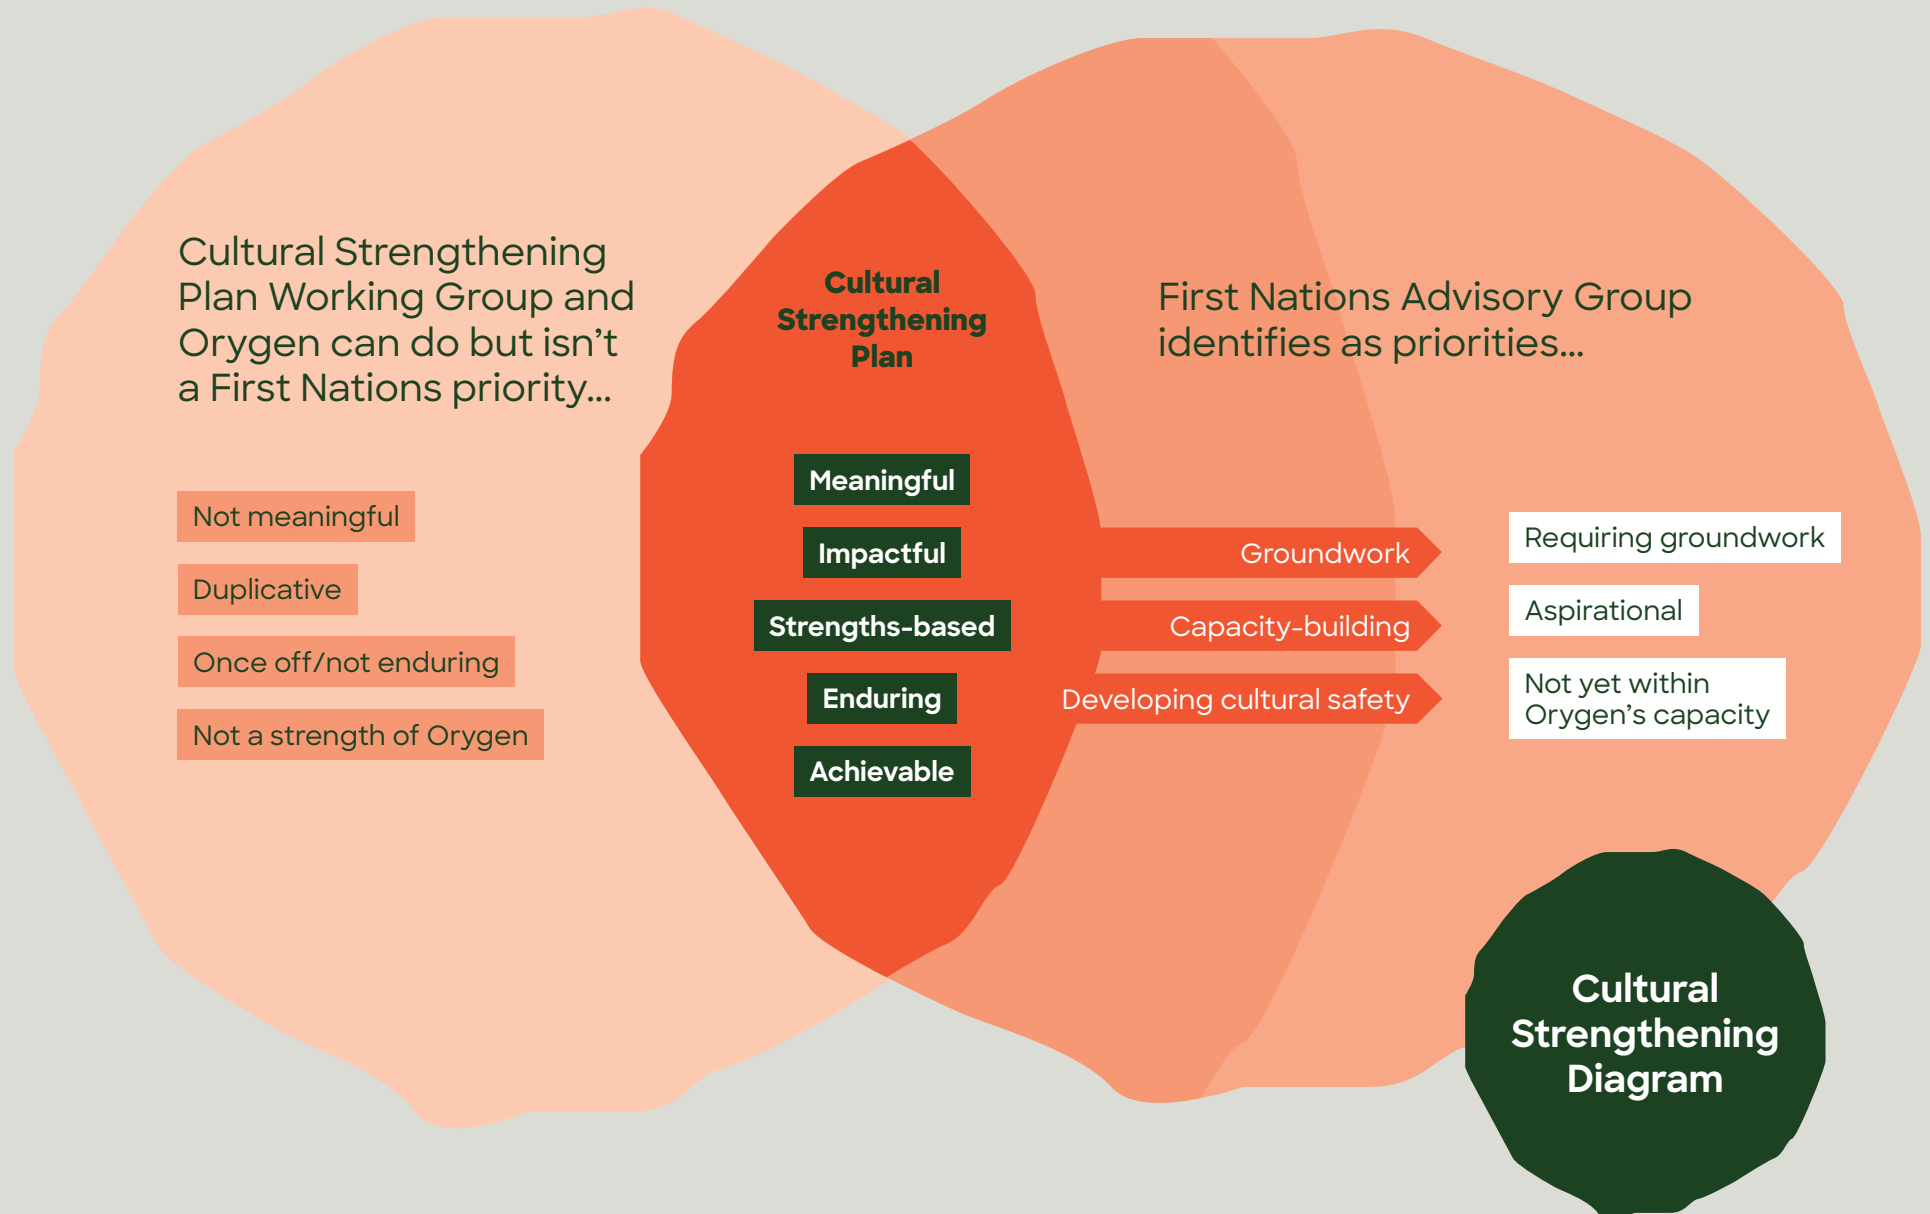 Cultural Strengthening
Plan Working Group and
Orygen can do but isn’t
a First Nations priority...
Not meaningful
Duplicative
Once off/not enduring
Not a strength of Orygen
Cultural
Strengthening
Plan
Meaningful
Impactful
Strengths-based
Enduring
Achievable
First Nations Advisory Group
identifies as priorities...
Groundwork
Capacity-building
Developing cultural safety
Requiring groundwork
Aspirational
Not yet within
Orygen’s capacity
Cultural
Strengthening
Diagram